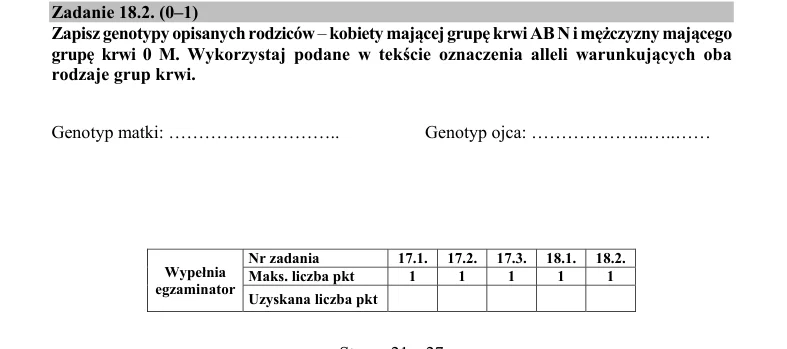 Zadanie 18.2. (0–1)
Zapisz genotypy opisanych rodziców – kobiety mającej grupę krwi AB N i mężczyzny mającego
grupę krwi 0 M. Wykorzystaj podane w tekście oznaczenia alleli warunkujących oba
rodzaje grup krwi.
Genotyp matki: ……………………….. Genotyp ojca: ………………..…..……
Wypełnia egzaminator
Nr zadania 17.1. 17.2. 17.3. 18.1. 18.2.
Maks. liczba pkt 1 1 1 1 1
Uzyskana liczba pkt